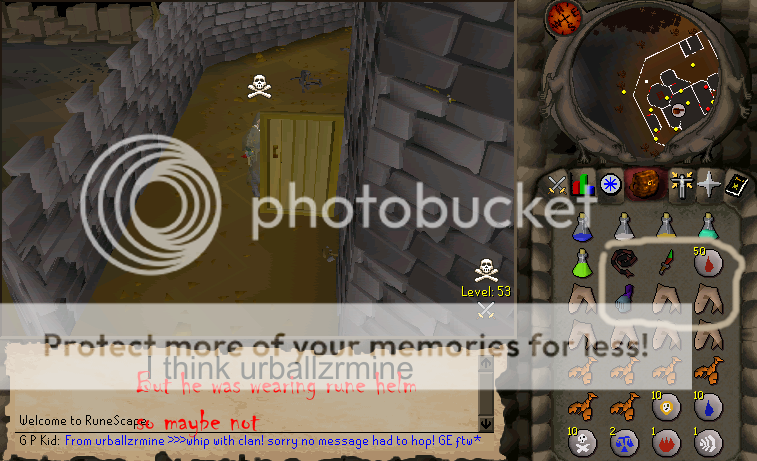 50
Level: 53
photobucket
Protect more of your memories for less!
I think urballzrmine
But he was wearing rune helm
so maybe not
Welcome to RuneScape.
G P Kid: From urballzrmine >>>whip with clan! sorry no message had to hop! GE ftw*
10
10
10
2
1
1